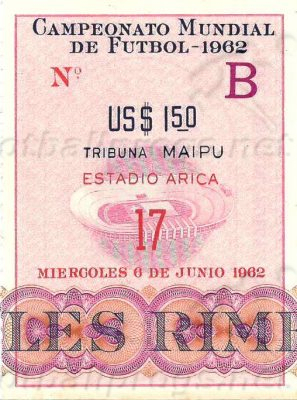 CAMPEONATO MUNDIAL
DE FUTBOL-1962
Nº B
US$ 1.50
TRIBUNA MAIPU
ESTADIO ARICA
17
MIERCOLES 6 DE JUNIO 1962
LES RIME